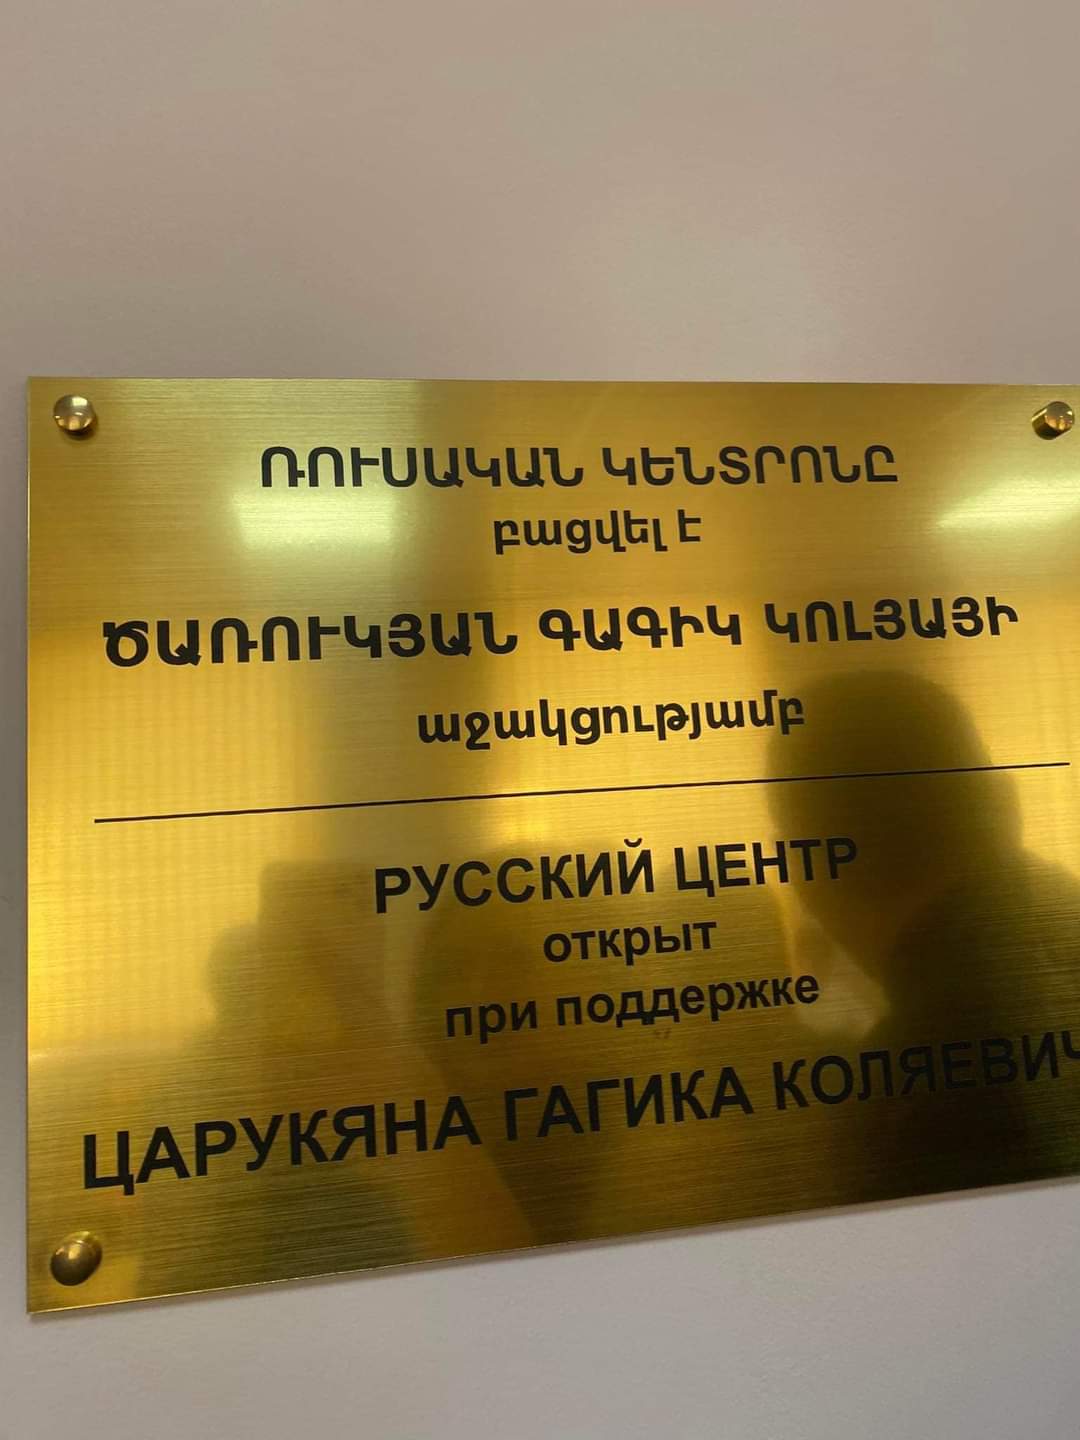 ՌՈՒՍԱԿԱՆ ԿԵՆՏՐՈՆԸ
բացվել է
ԾԱՌՈՒԿՅԱՆ ԳԱԳԻԿ ԿՈԼՅԱՅԻ
աջակցությամբ
РУССКИЙ ЦЕНТР
открыт
при поддержке
ЦАРУКЯНА ГАГИКА КОЛЯЕВИЧ